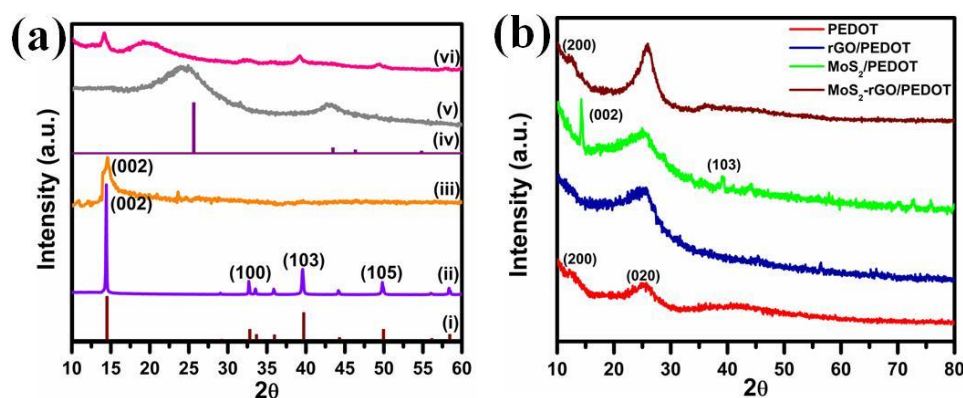 (a)
(vi)
(v)
(iv)
(002)
(iii)
(002)
(100)
(103)
(105)
(ii)
(i)
Intensity (a.u.)
10 15 20 25 30 35 40 45 50 55 60
2θ
(b)
PEDOT
rGO/PEDOT
MoS2/PEDOT
MoS2-rGO/PEDOT
(200)
(002)
(103)
(200)
(020)
Intensity (a.u.)
10 20 30 40 50 60 70 80
2θ